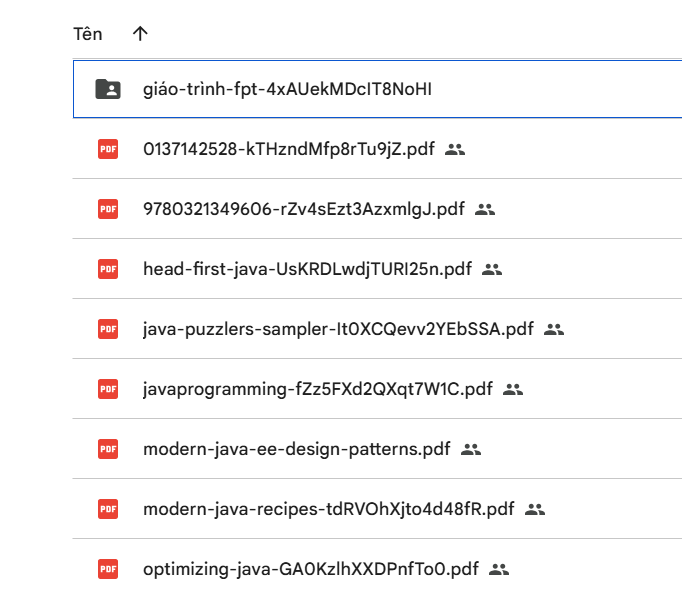 Tên
giáo-trình-fpt-4xAUekMDcIT8NoHI
PDF 0137142528-kTHzndMfp8rTu9jZ.pdf
PDF 9780321349606-rZv4sEzt3AzxmlgJ.pdf
PDF head-first-java-UsKRDLwdjTURI25n.pdf
PDF java-puzzlers-sampler-It0XCQevv2YEbSSA.pdf
PDF javaprogramming-fZz5FXd2QXqt7W1C.pdf
PDF modern-java-ee-design-patterns.pdf
PDF modern-java-recipes-tdRVOhXjto4d48fR.pdf
PDF optimizing-java-GA0KzlhXXDPnfTo0.pdf